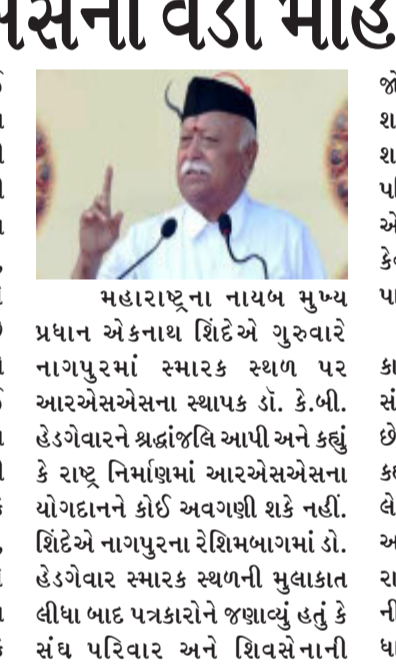 વડા
મહારાષ્ટ્રના નાયબ મુખ્ય
પ્રધાન એકનાથ શિંદેએ ગુરુવારે
નાગપુરમાં સ્મારક સ્થળ પર
આરએસએસના સ્થાપક ડૉ. કે.બી.
હેડગેવારને શ્રદ્ધાંજલિ આપી અને કહ્યું
કે રાષ્ટ્ર નિર્માણમાં આરએસએસના
યોગદાનને કોઈ અવગણી શકે નહીં.
શિંદેએ નાગપુરના રેશિમબાગમાં ડો.
હેડગેવાર સ્મારક સ્થળની મુલાકાત
લીધા બાદ પત્રકારોને જણાવ્યું હતું કે
સંઘ પરિવાર અને શિવસેનાની